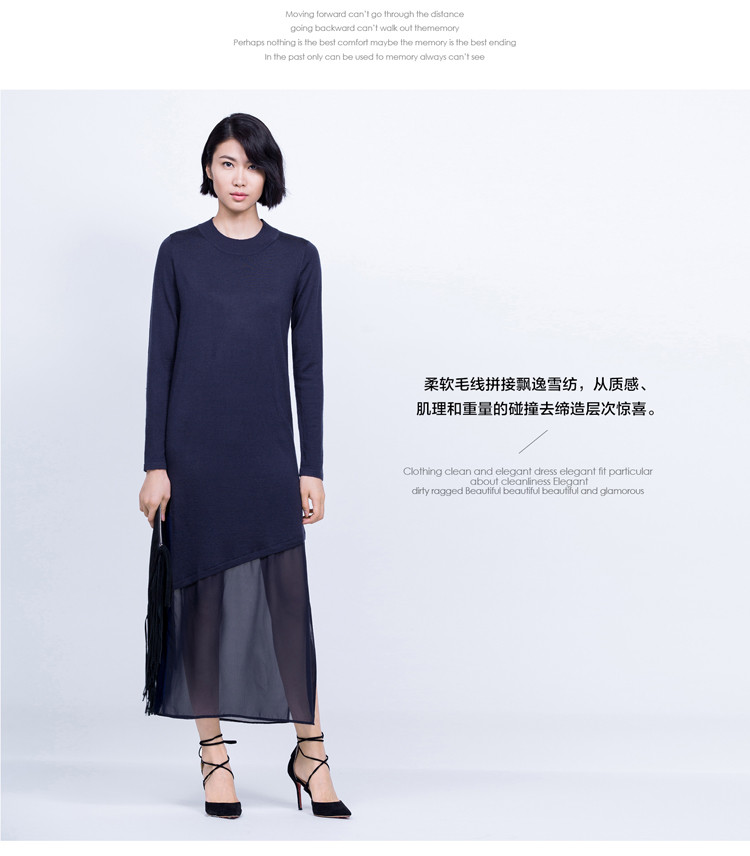 Moving forward can't go through the distance
going backward can't walk out thememory
Perhaps nothing is the best comfort maybe the memory is the best ending
In the past only can be used to memory always can't see
柔软毛线拼接飘逸雪纺，从质感、
肌理和重量的碰撞去缔造层次惊喜。
Clothing clean and elegant dress elegant fit particular
about cleanliness Elegant
dirty ragged Beautiful beautiful beautiful and glamorous